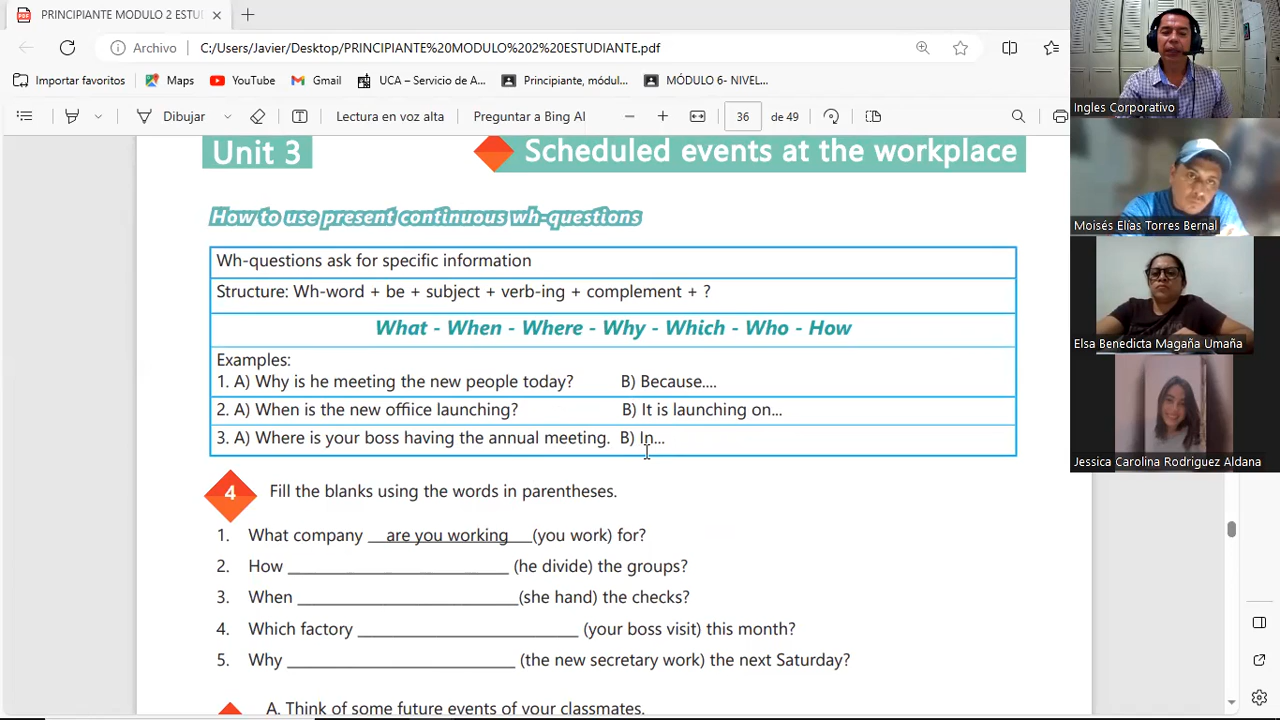 PRINCIPIANTE MODULO 2 ESTU
Archivo C:/Users/Javier/Desktop/PRINCIPIANTE%20MODULO%202%20ESTUDIANTE.pdf
Importar favoritos Maps YouTube Gmail UCA – Servicio de A... Principiante, módul... MÓDULO 6- NIVEL...
Dibujar Lectura en voz alta Preguntar a Bing AI 36 de 49
Unit 3 Scheduled events at the workplace
How to use present continuous wh-questions
Wh-questions ask for specific information
Structure: Wh-word + be + subject + verb-ing + complement + ?
What - When - Where - Why - Which - Who - How
Examples:
1. A) Why is he meeting the new people today? B) Because....
2. A) When is the new office launching? B) It is launching on...
3. A) Where is your boss having the annual meeting. B) In...
4 Fill the blanks using the words in parentheses.
1. What company __are you working___(you work) for?
2. How ______________________ (he divide) the groups?
3. When ______________________(she hand) the checks?
4. Which factory ______________________ (your boss visit) this month?
5. Why _______________________ (the new secretary work) the next Saturday?
A. Think of some future events of your classmates.
Ingles Corporativo
Moisés Elías Torres Bernal
Elsa Benedicta Magaña Umaña
Jessica Carolina Rodriguez Aldana